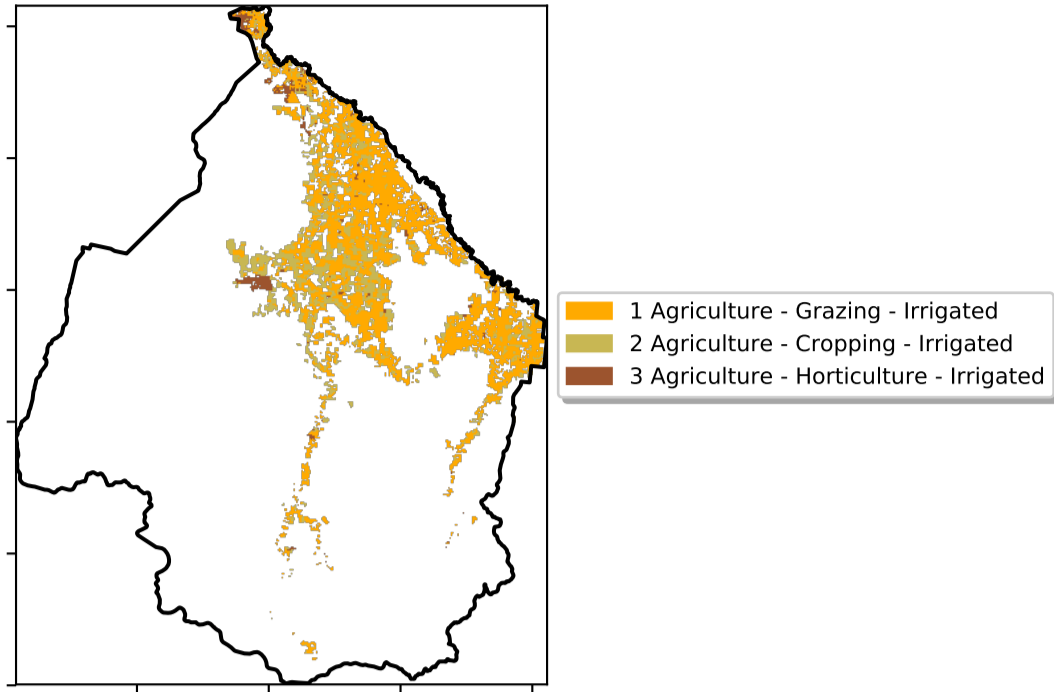 1 Agriculture - Grazing - Irrigated
2 Agriculture - Cropping - Irrigated
3 Agriculture - Horticulture - Irrigated